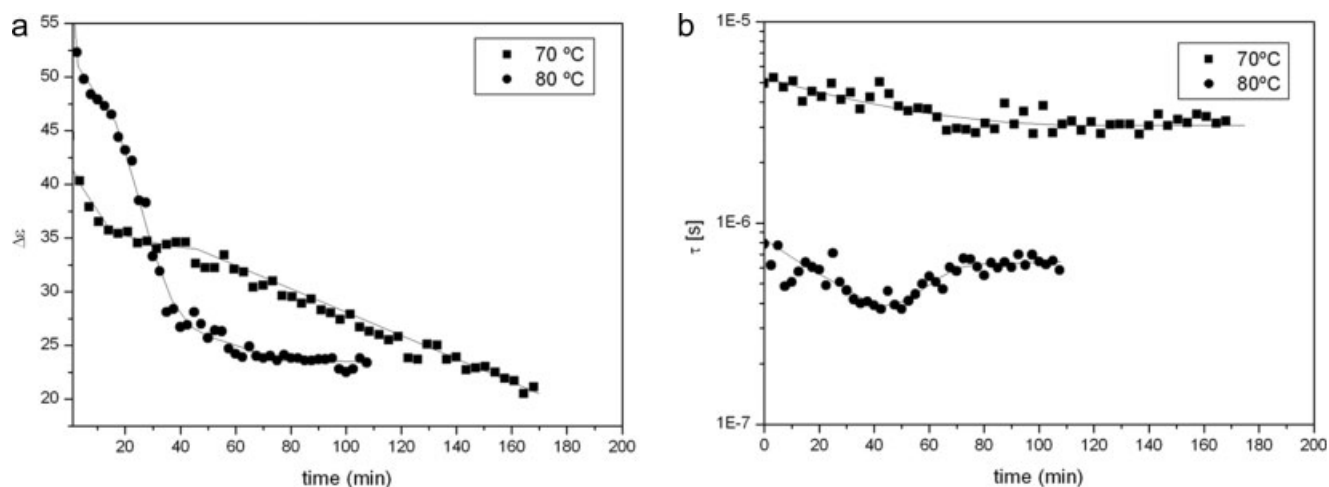 a
55
50
45
40
35
30
25
20
Δε
20 40 60 80 100 120 140 160 180 200
time (min)
70 ºC
80 ºC
b
1E-5
1E-6
1E-7
τ [s]
0 20 40 60 80 100 120 140 160 180 200
time (min)
70ºC
80ºC